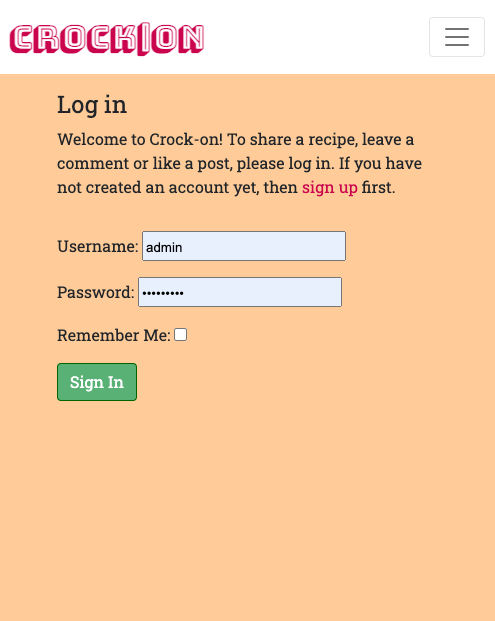 CROCK|ON
Log in
Welcome to Crock-on! To share a recipe, leave a
comment or like a post, please log in. If you have
not created an account yet, then sign up first.
Username: admin
Password: •••••••••
Remember Me:
Sign In